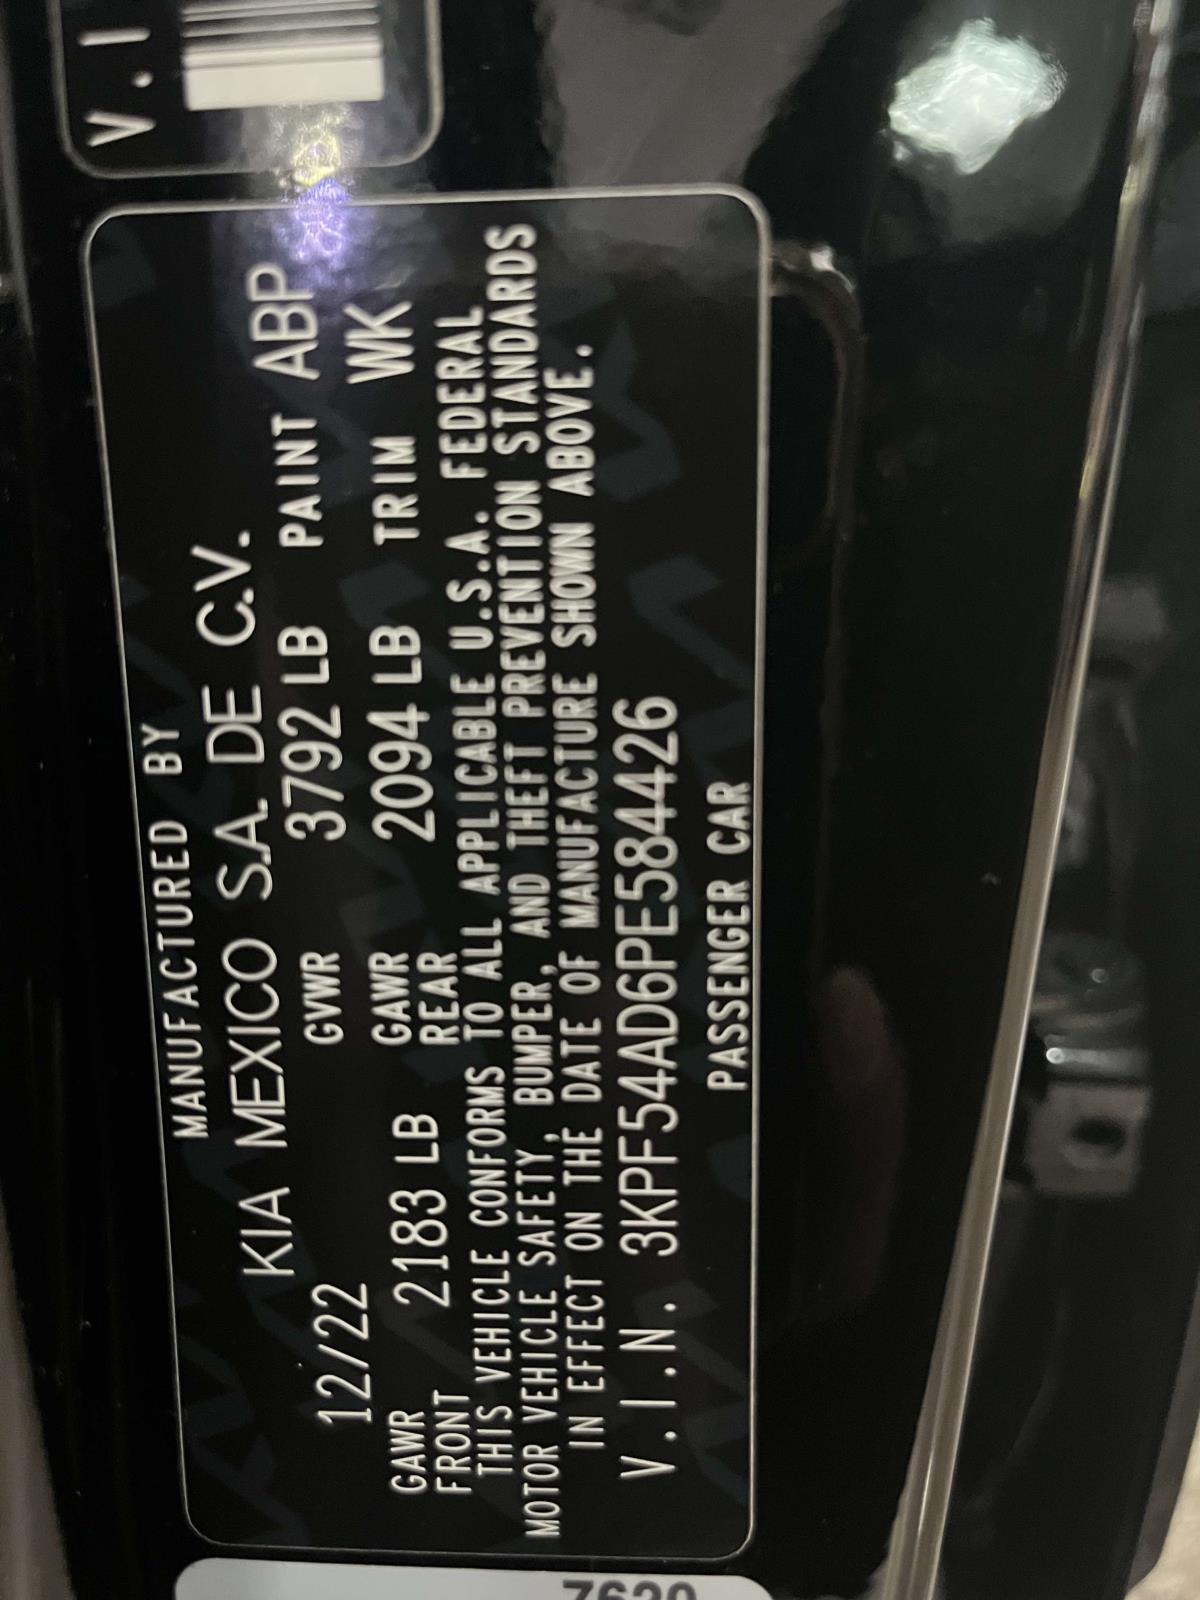 V.I
MANUFACTURED BY
KIA MEXICO S.A. DE C.V.
12/22 GVWR 3792 LB PAINT ABP
GAWR FRONT 2183 LB GAWR REAR 2094 LB TRIM WK
THIS VEHICLE CONFORMS TO ALL APPLICABLE U.S.A. FEDERAL
MOTOR VEHICLE SAFETY, BUMPER, AND THEFT PREVENTION STANDARDS
IN EFFECT ON THE DATE OF MANUFACTURE SHOWN ABOVE.
V.I.N. 3KPF54AD6PE584426
PASSENGER CAR